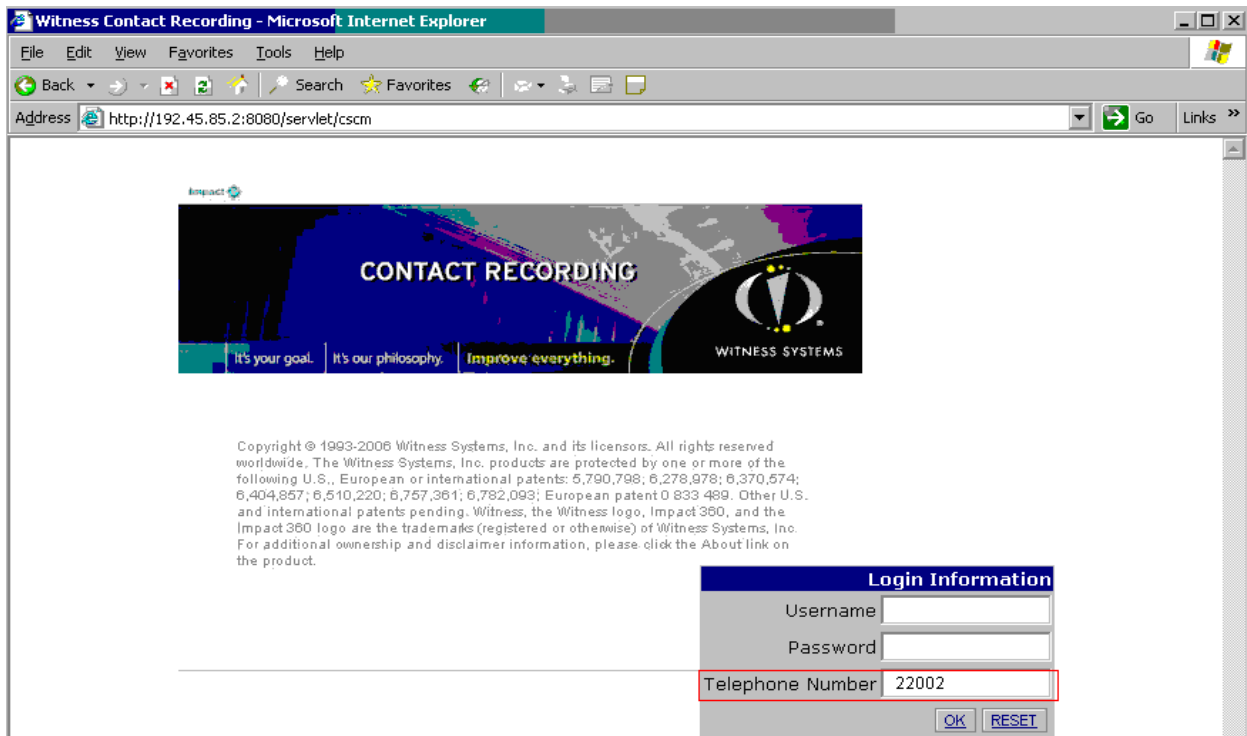 Witness Contact Recording - Microsoft Internet Explorer
File Edit View Favorites Tools Help
Back Search Favorites
Address http://192.45.85.2:8080/servlet/cscm Go Links »
Impact
CONTACT RECORDING
WITNESS SYSTEMS
It's your goal. It's our philosophy. Improve everything.
Copyright © 1993-2006 Witness Systems, Inc. and its licensors. All rights reserved
worldwide. The Witness Systems, Inc. products are protected by one or more of the
following U.S., European or international patents: 5,790,798; 6,278,978; 6,370,574;
6,404,857; 6,510,220; 6,757,361; 6,782,093; European patent 0 833 489. Other U.S.
and international patents pending. Witness, the Witness logo, Impact 360, and the
Impact 360 logo are the trademarks (registered or otherwise) of Witness Systems, Inc.
For additional ownership and disclaimer information, please click the About link on
the product.
Login Information
Username
Password
Telephone Number 22002
OK RESET